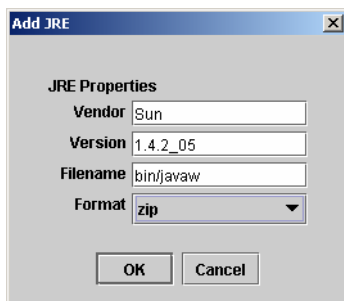 Add JRE
JRE Properties
Vendor Sun
Version 1.4.2_05
Filename bin/javaw
Format zip
OK Cancel